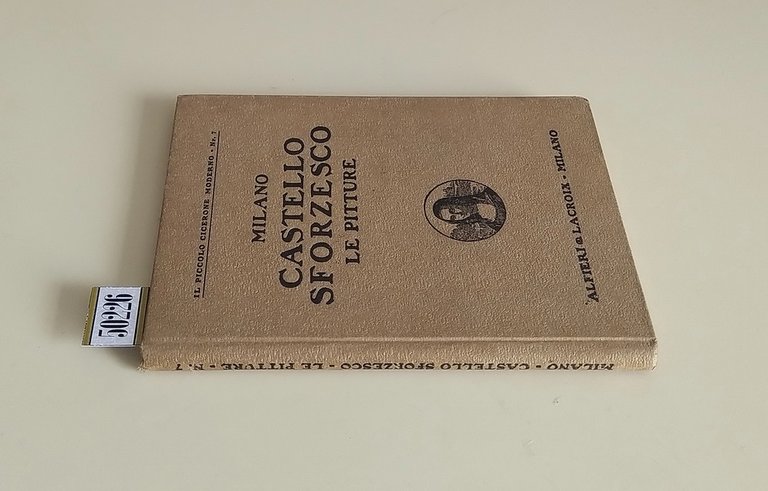 IL PICCOLO CICERONE MODERNO - Nr. 7
MILANO
CASTELLO
SFORZESCO
LE PITTURE
ALFIERI & LACROIX - MILANO
MILANO - CASTELLO SFORZESCO - LE PITTURE - N. 7
50226